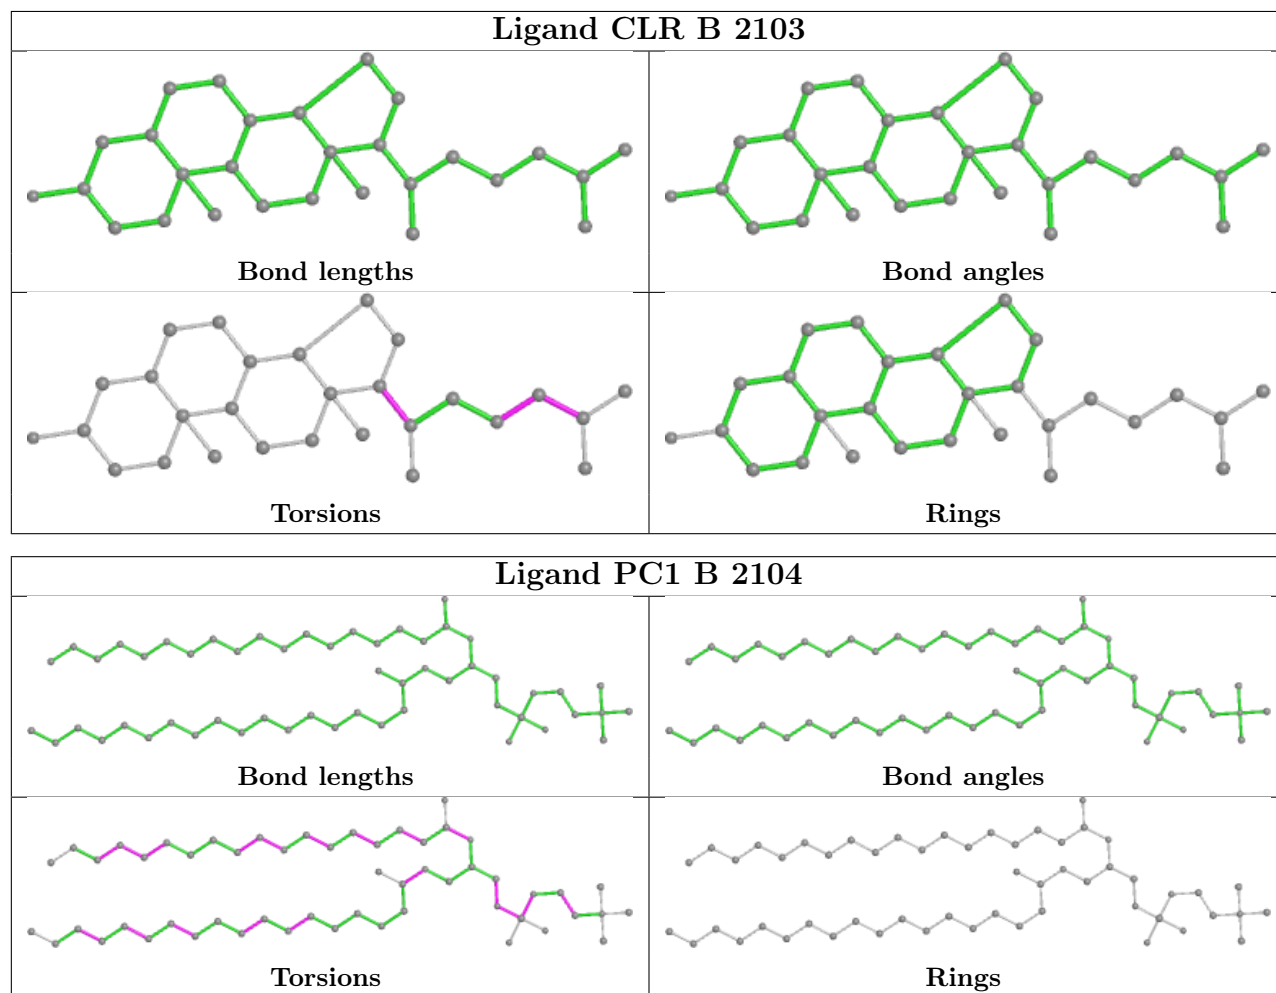 Ligand CLR B 2103
Bond lengths
Bond angles
Torsions
Rings
Ligand PC1 B 2104
Bond lengths
Bond angles
Torsions
Rings